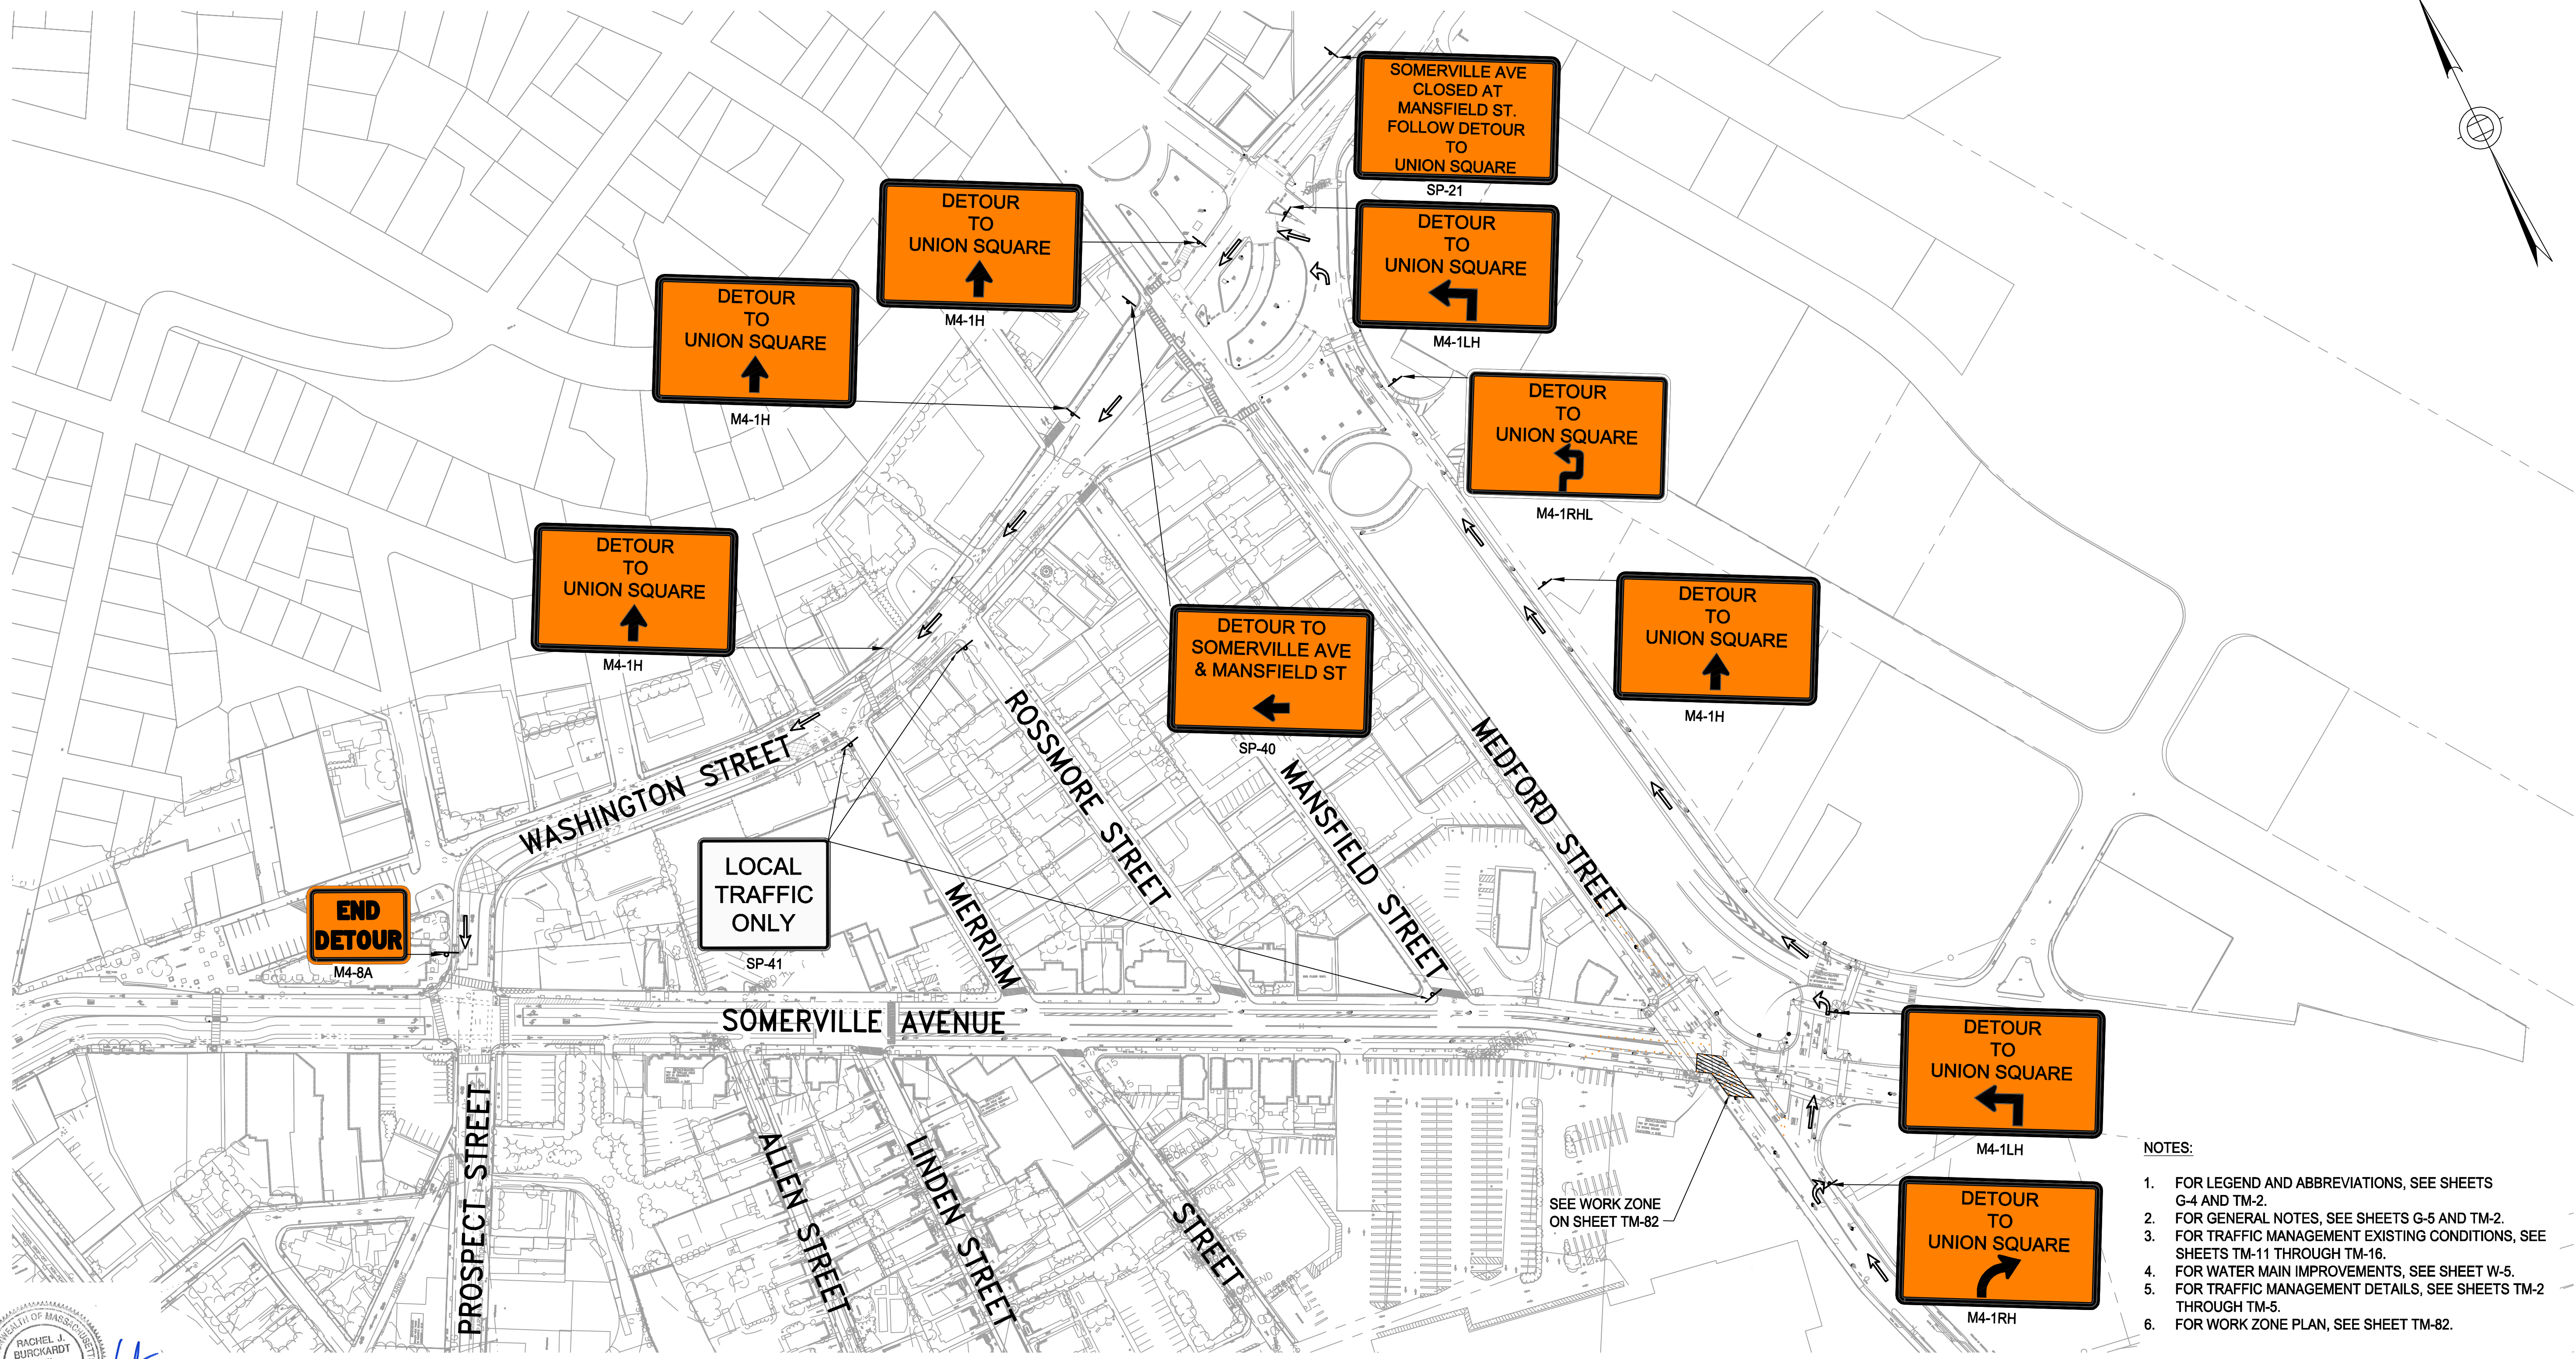 SOMERVILLE AVE
CLOSED AT
MANSFIELD ST.
FOLLOW DETOUR
TO
UNION SQUARE
SP-21
DETOUR
TO
UNION SQUARE
M4-1H
DETOUR
TO
UNION SQUARE
M4-1LH
DETOUR
TO
UNION SQUARE
M4-1H
DETOUR
TO
UNION SQUARE
M4-1RHL
DETOUR
TO
UNION SQUARE
M4-1H
DETOUR TO
SOMERVILLE AVE
& MANSFIELD ST
SP-40
DETOUR
TO
UNION SQUARE
M4-1H
WASHINGTON STREET
ROSSMORE STREET
MANSFIELD STREET
MEDFORD STREET
MERRIAM
LOCAL
TRAFFIC
ONLY
SP-41
END
DETOUR
M4-8A
SOMERVILLE AVENUE
PROSPECT STREET
ALLEN STREET
LINDEN STREET
STREET
SEE WORK ZONE
ON SHEET TM-82
DETOUR
TO
UNION SQUARE
M4-1LH
DETOUR
TO
UNION SQUARE
M4-1RH
NOTES:
1. FOR LEGEND AND ABBREVIATIONS, SEE SHEETS
G-4 AND TM-2.
2. FOR GENERAL NOTES, SEE SHEETS G-5 AND TM-2.
3. FOR TRAFFIC MANAGEMENT EXISTING CONDITIONS, SEE
SHEETS TM-11 THROUGH TM-16.
4. FOR WATER MAIN IMPROVEMENTS, SEE SHEET W-5.
5. FOR TRAFFIC MANAGEMENT DETAILS, SEE SHEETS TM-2
THROUGH TM-5.
6. FOR WORK ZONE PLAN, SEE SHEET TM-82.
RACHEL J.
BURCKARDT